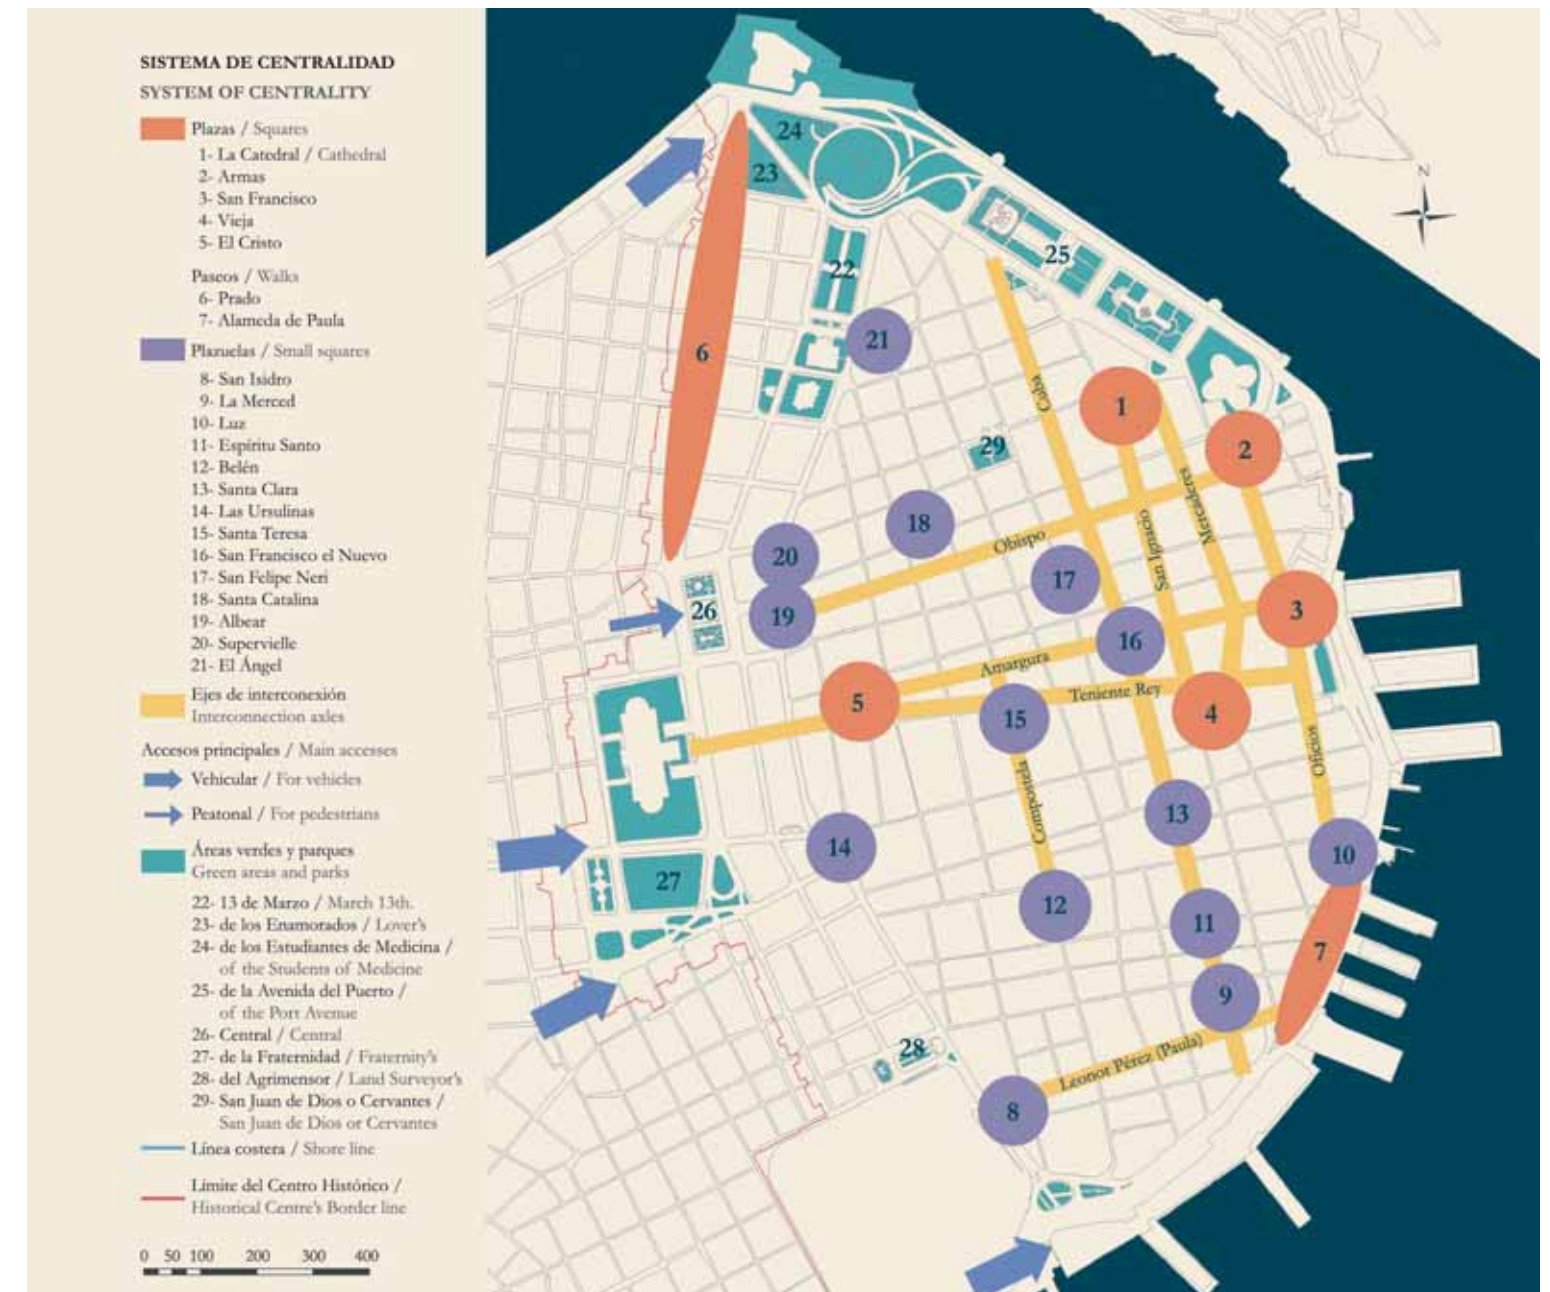 SISTEMA DE CENTRALIDAD
SYSTEM OF CENTRALITY
Plazas / Squares
1- La Catedral / Cathedral
2- Armas
3- San Francisco
4- Vieja
5- El Cristo
Paseos / Walks
6- Prado
7- Alameda de Paula
Plazuelas / Small squares
8- San Isidro
9- La Merced
10- Luz
11- Espíritu Santo
12- Belén
13- Santa Clara
14- Las Ursulinas
15- Santa Teresa
16- San Francisco el Nuevo
17- San Felipe Neri
18- Santa Catalina
19- Albear
20- Supervielle
21- El Ángel
Ejes de interconexión
Interconnection axles
Accesos principales / Main accesses
Vehicular / For vehicles
Peatonal / For pedestrians
Áreas verdes y parques
Green areas and parks
22- 13 de Marzo / March 13th.
23- de los Enamorados / Lover's
24- de los Estudiantes de Medicina /
of the Students of Medicine
25- de la Avenida del Puerto /
of the Port Avenue
26- Central / Central
27- de la Fraternidad / Fraternity's
28- del Agrimensor / Land Surveyor's
29- San Juan de Dios o Cervantes /
San Juan de Dios or Cervantes
Línea costera / Shore line
Límite del Centro Histórico /
Historical Centre's Border line
0 50 100 200 300 400
24
23
N
25
22
21
6
Cuba
1
29
2
Mercaderes
18
Obispo
San Ignacio
20
17
26
19
3
16
Amargura
5
Teniente Rey
15
4
Oficios
Compostela
13
14
10
27
12
11
7
9
28
Leonor Pérez (Paula)
8